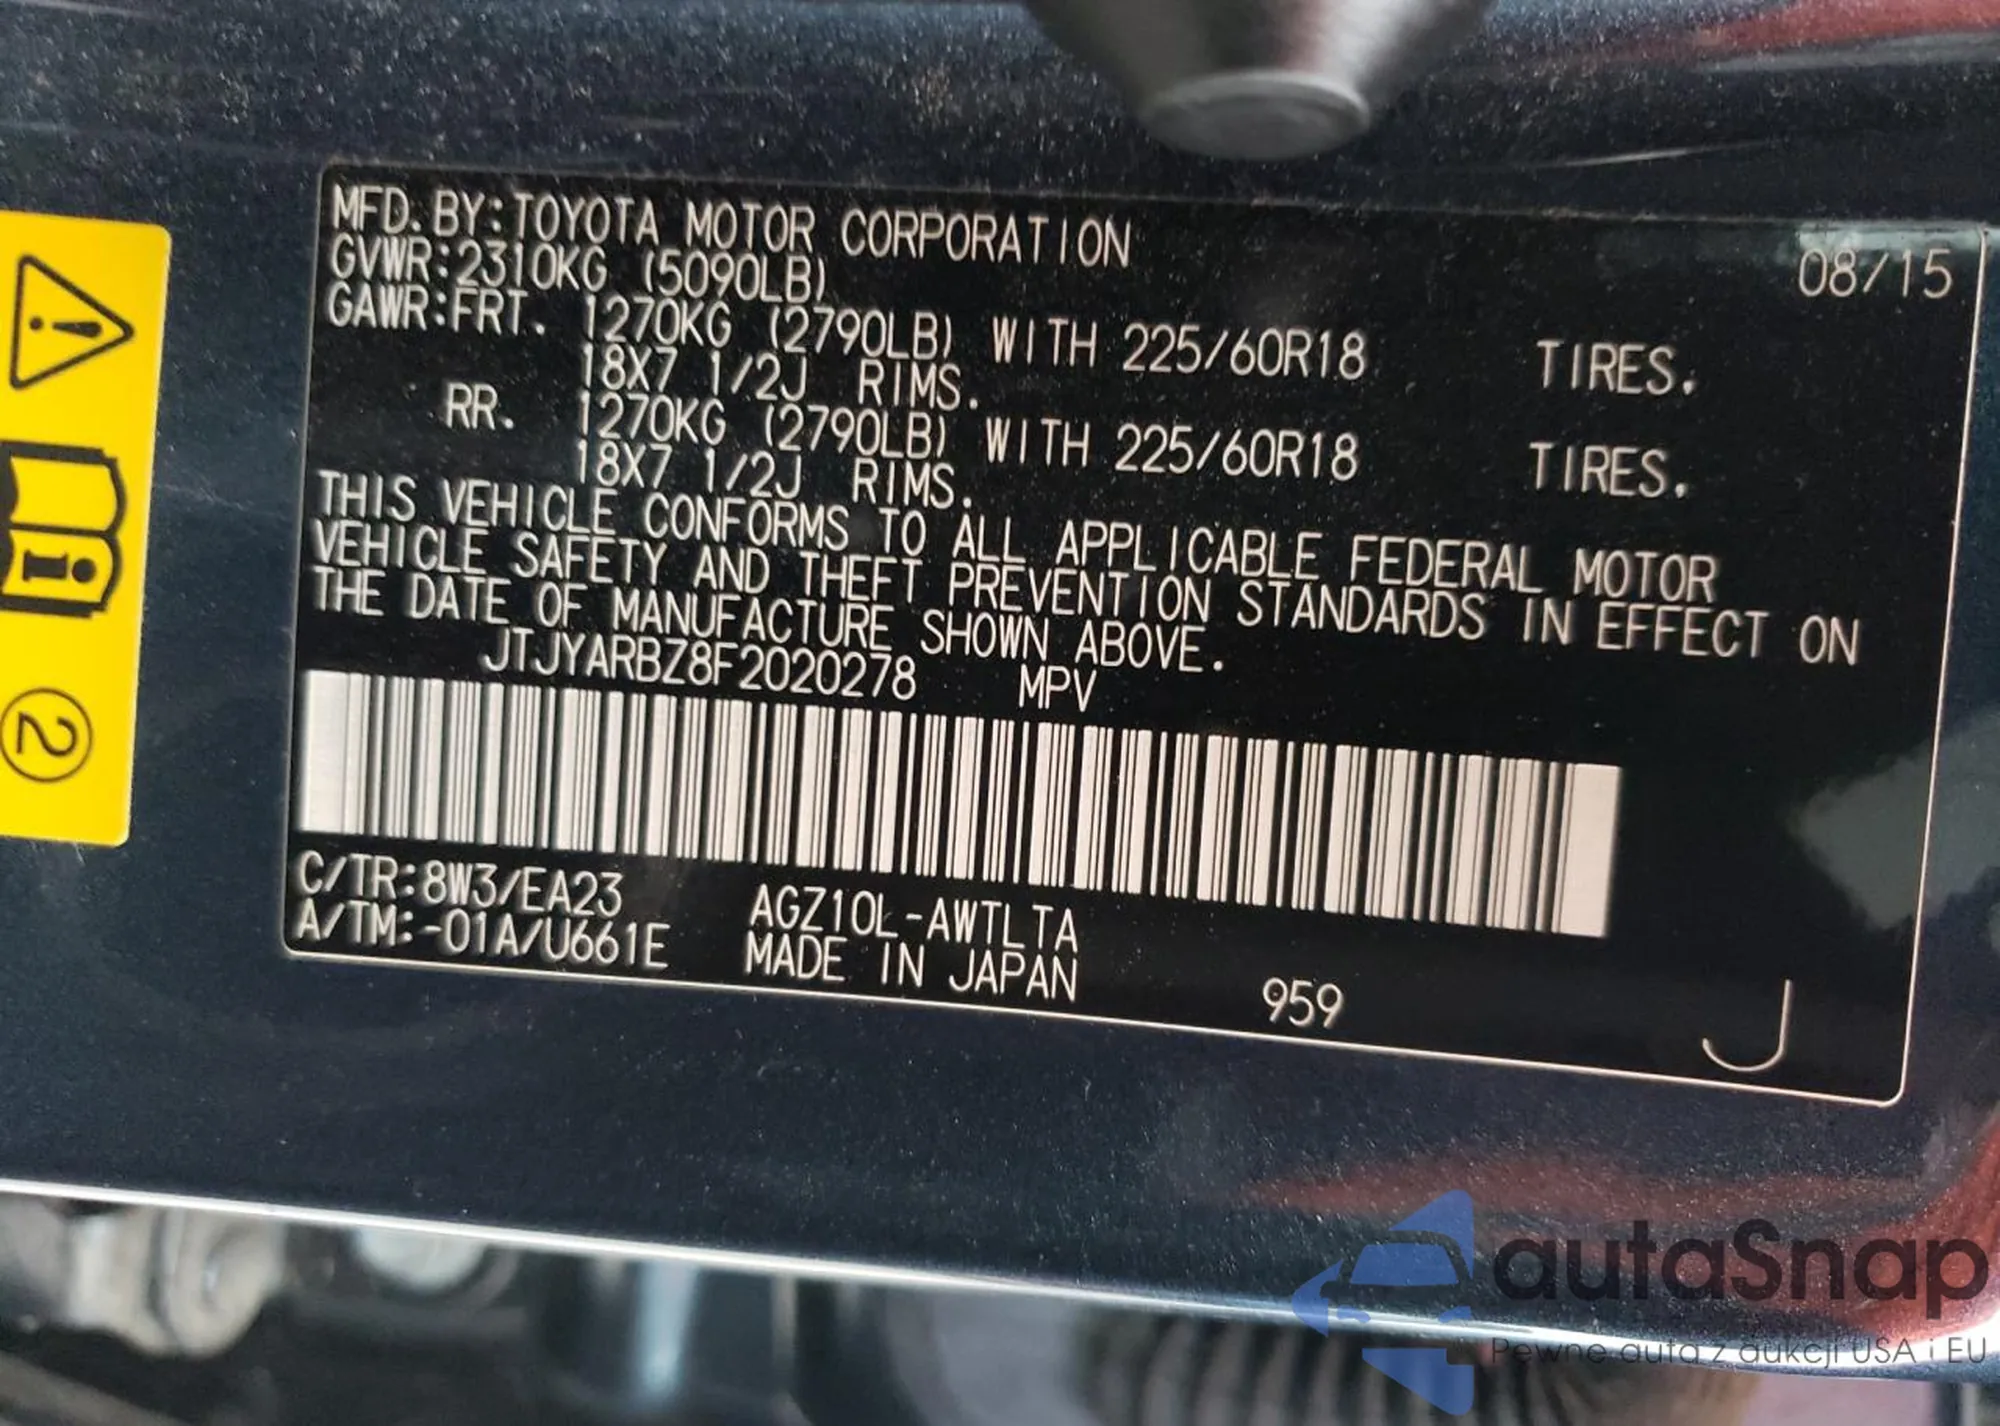 MFD. BY: TOYOTA MOTOR CORPORATION 08/15
GVWR: 2310KG (5090LB)
GAWR: FRT. 1270KG (2790LB) WITH 225/60R18 TIRES.
18X7 1/2J RIMS.
RR. 1270KG (2790LB) WITH 225/60R18 TIRES.
18X7 1/2J RIMS.
THIS VEHICLE CONFORMS TO ALL APPLICABLE FEDERAL MOTOR
VEHICLE SAFETY AND THEFT PREVENTION STANDARDS IN EFFECT ON
THE DATE OF MANUFACTURE SHOWN ABOVE.
JTJYARBZ8F2020278 MPV
C/TR: 8W3/EA23 AGZ10L-AWTLTA
A/TM: -01A/U661E MADE IN JAPAN 959 J
2
autaSnap
Pewne auta z aukcji USA i EU